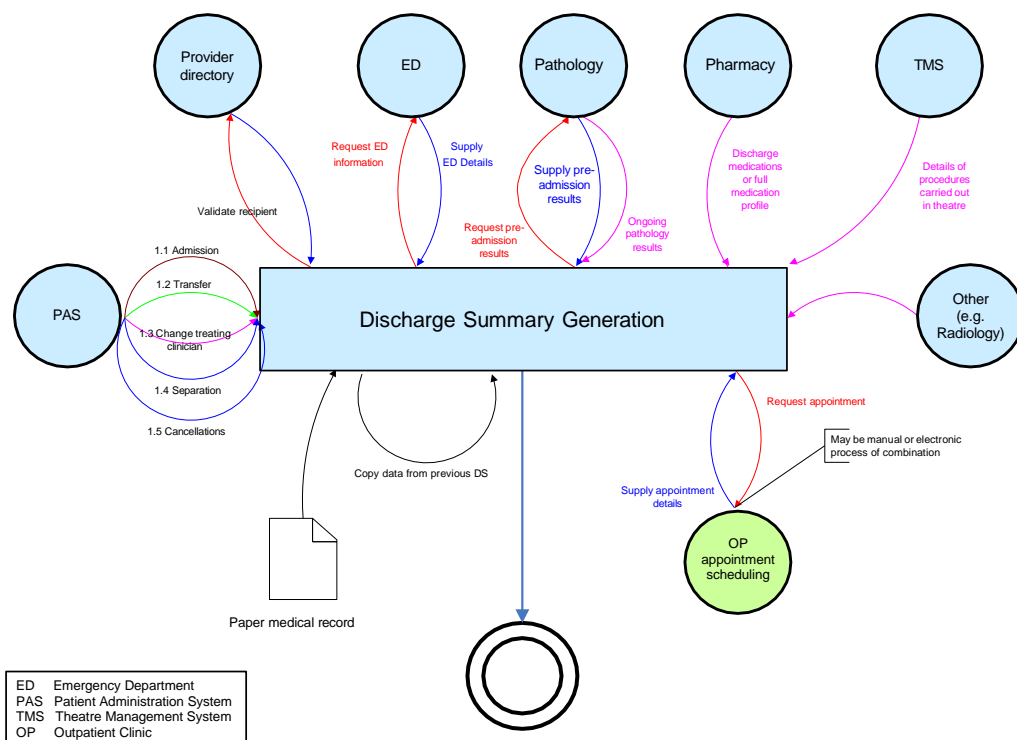 Provider
directory
ED
Pathology
Pharmacy
TMS
Request ED
information
Supply
ED Details
Supply pre-
admission
results
Discharge
medications
or full
medication
profile
Details of
procedures
carried out
in theatre
Validate recipient
Request pre-
admission
results
Ongoing
pathology
results
1.1 Admission
1.2 Transfer
PAS
1.3 Change treating
clinician
1.4 Separation
1.5 Cancellations
Discharge Summary Generation
Other
(e.g.
Radiology)
Request appointment
May be manual or electronic
process of combination
Copy data from previous DS
Supply appointment
details
OP
appointment
scheduling
Paper medical record
ED Emergency Department
PAS Patient Administration System
TMS Theatre Management System
OP Outpatient Clinic